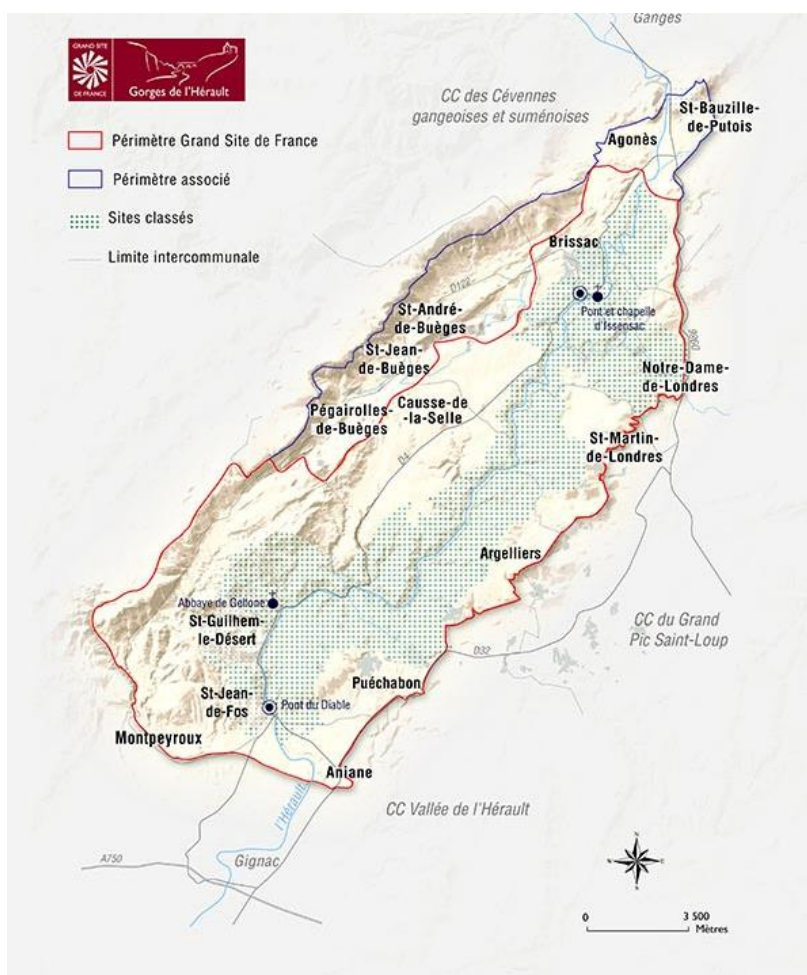 Ganges
GRAND SITE
DE FRANCE
Gorges de l'Hérault
CC des Cévennes
gangeoises et suménoises
St-Bauzille-
de-Putois
Agonès
Périmètre Grand Site de France
Périmètre associé
Sites classés
Limite intercommunale
Brissac
D122
Pont et chapelle
d'Issensac
St-André-
de-Buèges
D986
St-Jean-
de-Buèges
Notre-Dame-
de-Londres
Pégairolles-
de-Buèges
Causse-de-
-la-Selle
St-Martin-
de-Londres
D4
Argelliers
Abbaye de Gellone
St-Guilhem-
le-Désert
CC du Grand
Pic Saint-Loup
D32
Puéchabon
St-Jean-
de-Fos
Pont du Diable
Montpeyroux
Aniane
l'Hérault
CC Vallée de l'Hérault
Gignac
A750
N
E
S
O
0 3 500
Mètres